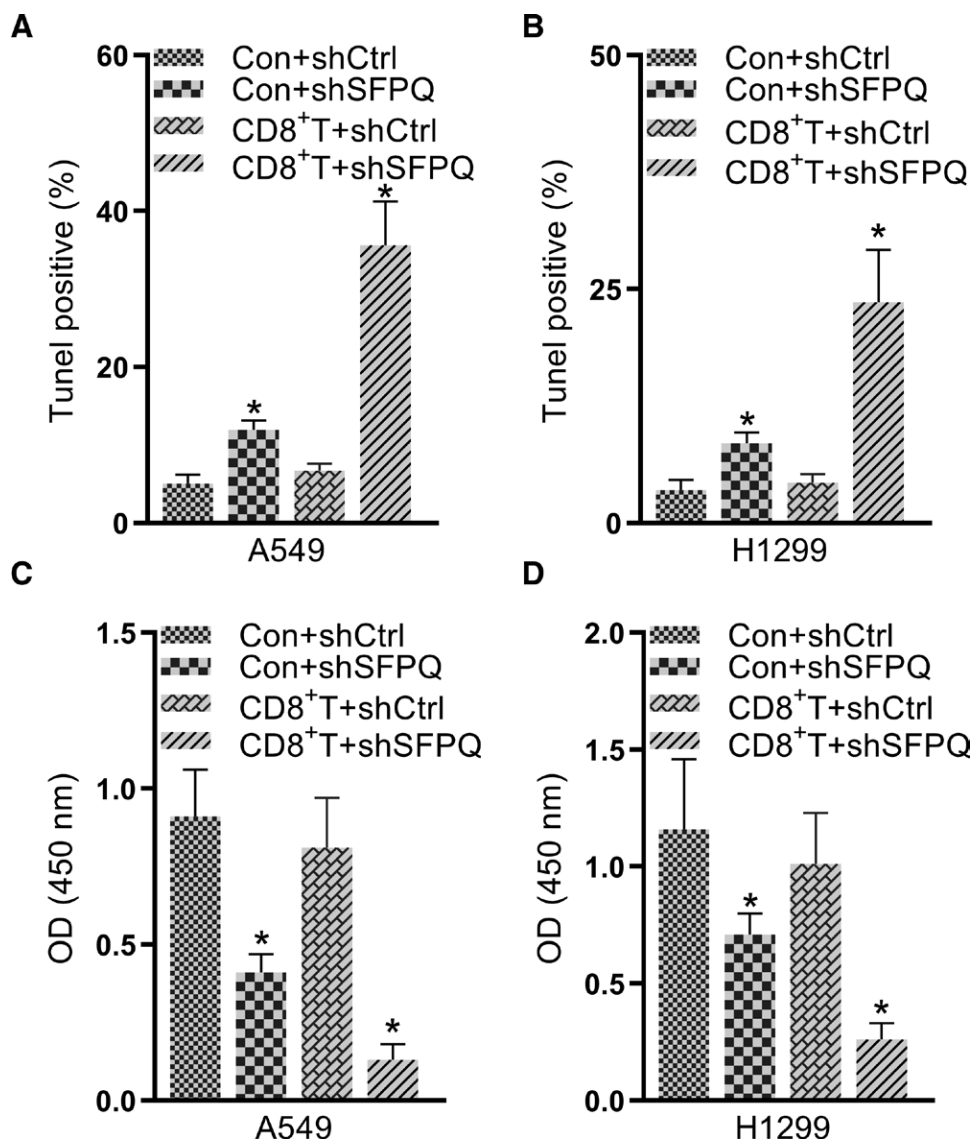 A
Tunel positive (%)
60
40
20
0
Con+shCtrl
Con+shSFPQ
CD8⁺T+shCtrl
CD8⁺T+shSFPQ
*
*
A549
B
Tunel positive (%)
50
25
0
Con+shCtrl
Con+shSFPQ
CD8⁺T+shCtrl
CD8⁺T+shSFPQ
*
*
H1299
C
OD (450 nm)
1.5
1.0
0.5
0.0
Con+shCtrl
Con+shSFPQ
CD8⁺T+shCtrl
CD8⁺T+shSFPQ
*
*
A549
D
OD (450 nm)
2.0
1.5
1.0
0.5
0.0
Con+shCtrl
Con+shSFPQ
CD8⁺T+shCtrl
CD8⁺T+shSFPQ
*
*
H1299